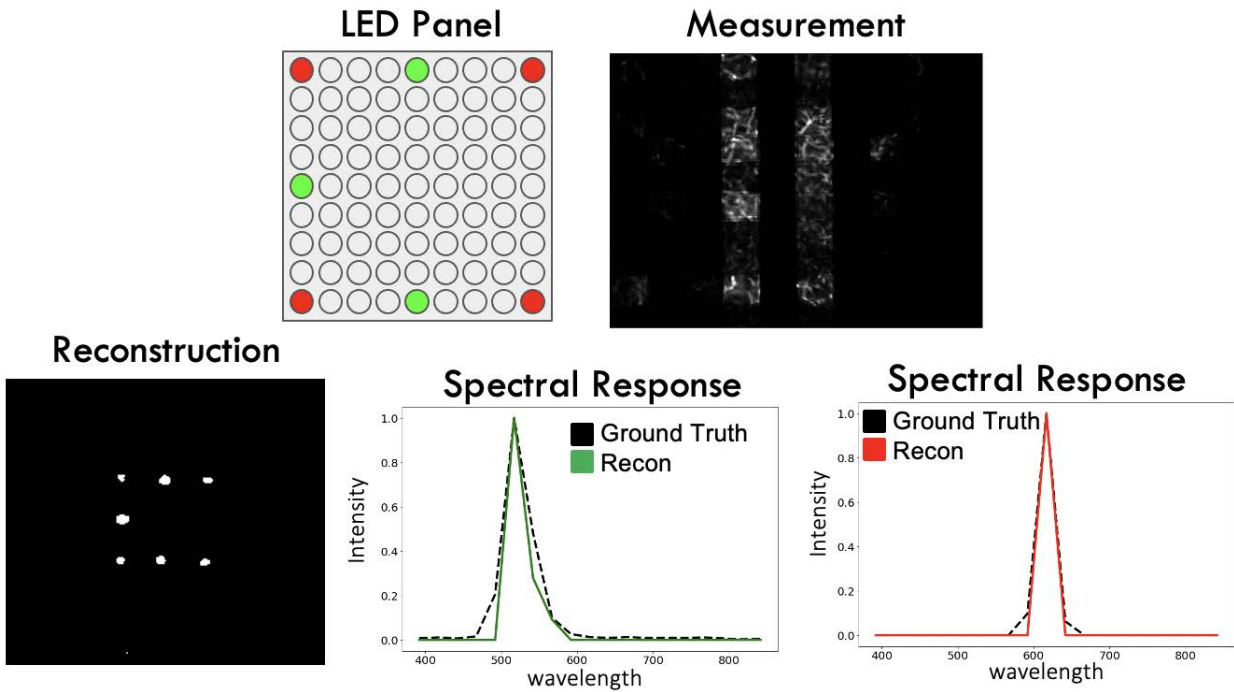 LED Panel
Measurement
Reconstruction
Spectral Response
Ground Truth
Recon
Intensity
1.0
0.8
0.6
0.4
0.2
0.0
400 500 600 700 800
wavelength
Spectral Response
Ground Truth
Recon
Intensity
1.0
0.8
0.6
0.4
0.2
0.0
400 500 600 700 800
wavelength